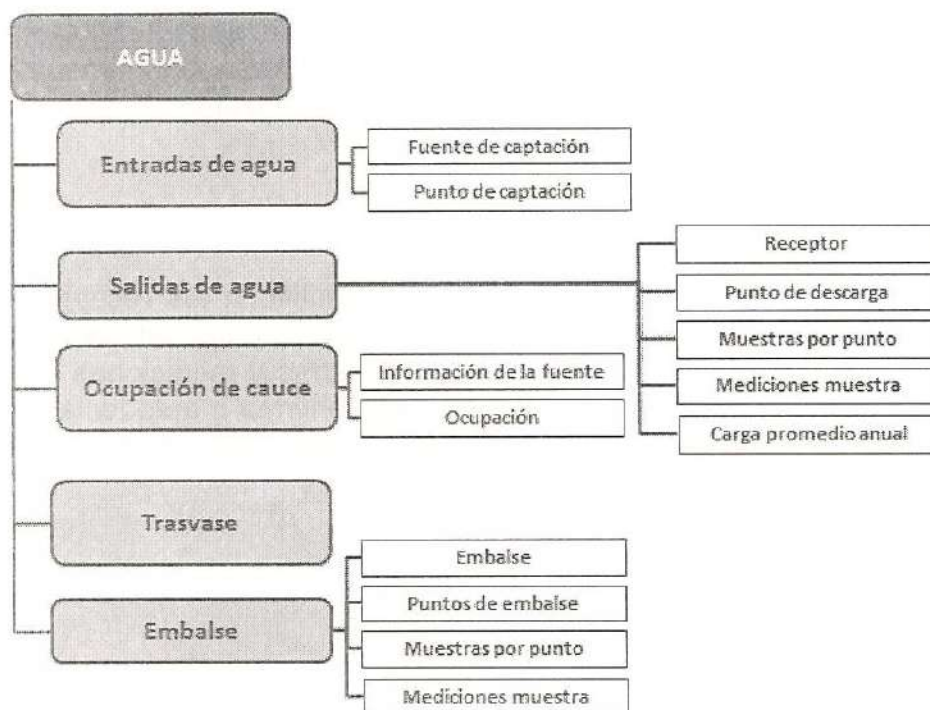 AGUA
Entradas de agua
Fuente de captación
Punto de captación
Salidas de agua
Receptor
Punto de descarga
Muestras por punto
Mediciones muestra
Carga promedio anual
Ocupación de cauce
Información de la fuente
Ocupación
Trasvase
Embalse
Embalse
Puntos de embalse
Muestras por punto
Mediciones muestra